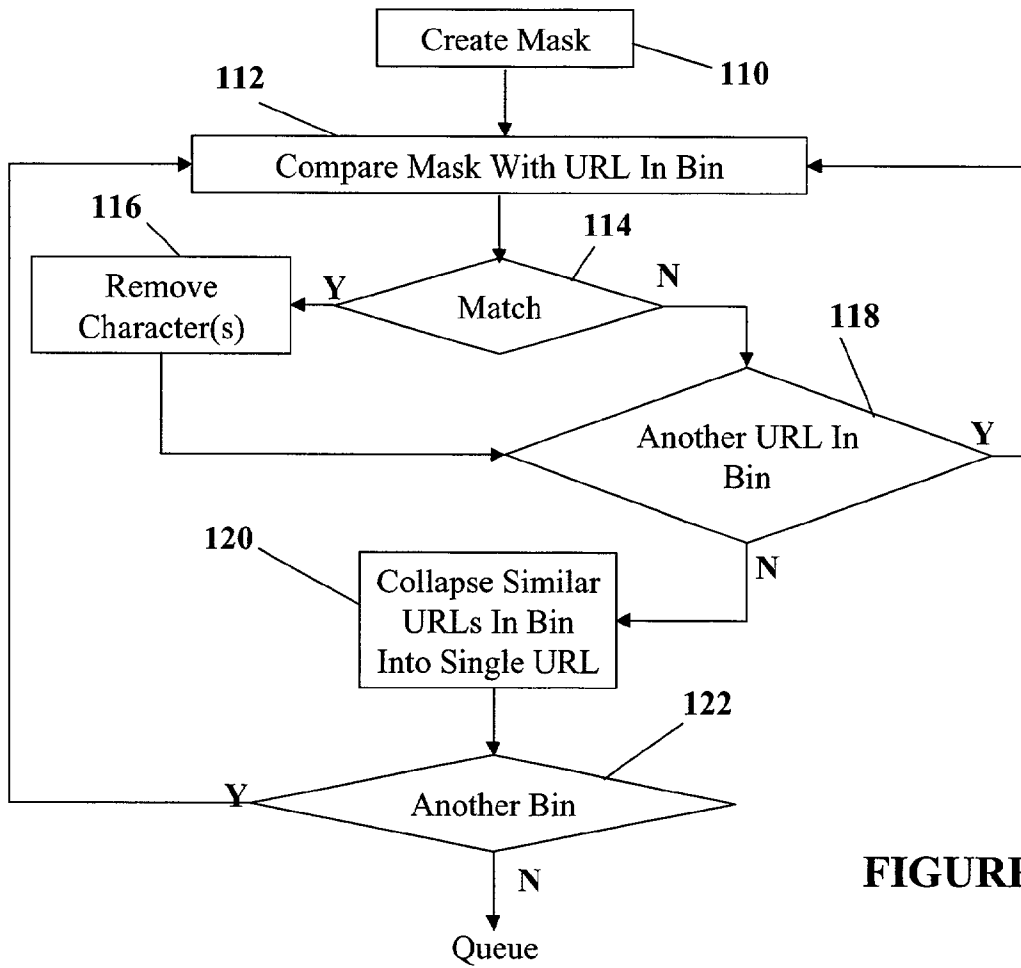 Create Mask
110
112
Compare Mask With URL In Bin
116
114
Y
N
Remove
Character(s)
Match
118
Another URL In
Bin
Y
N
120
Collapse Similar
URLs In Bin
Into Single URL
122
Y
Another Bin
N
Queue
FIGURE